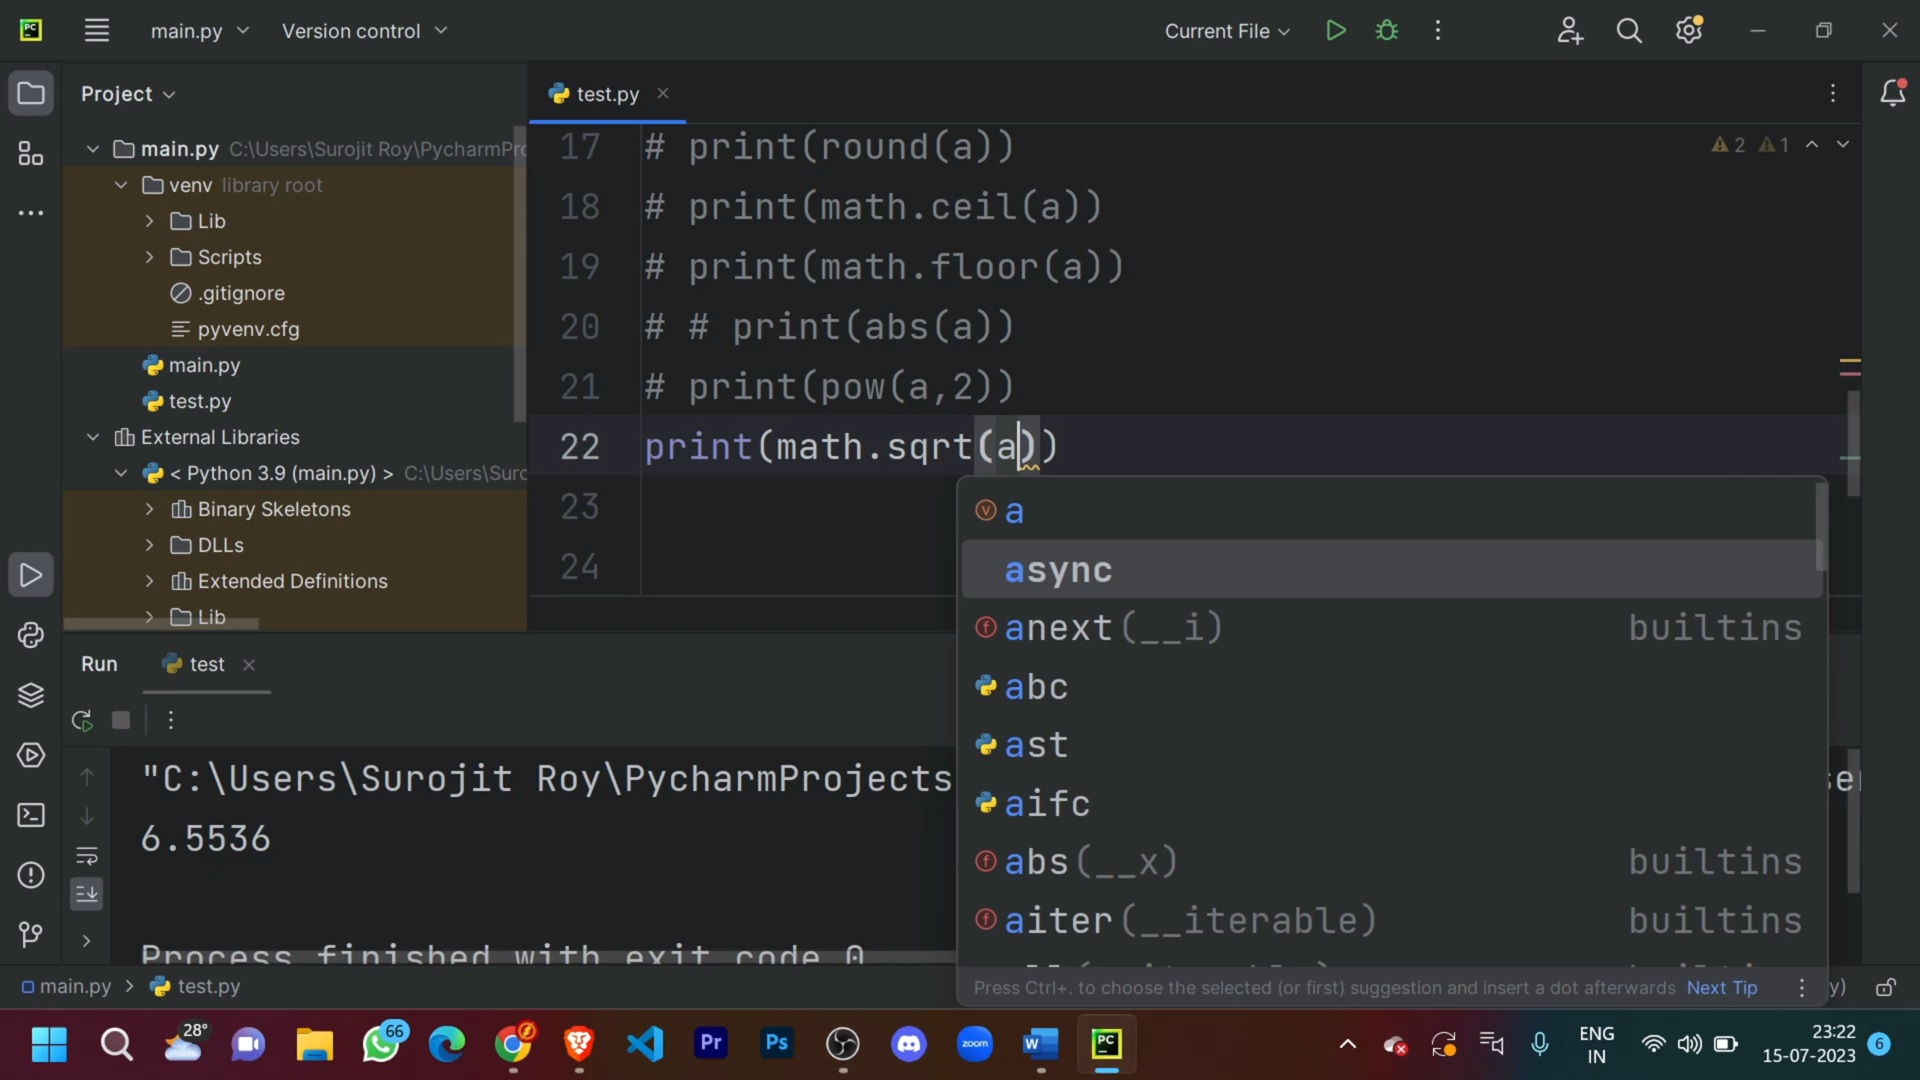 PC
main.py
Version control
Current File
Project
test.py
main.py C:\Users\Surojit Roy\PycharmPr
venv library root
Lib
Scripts
.gitignore
pyvenv.cfg
main.py
test.py
External Libraries
< Python 3.9 (main.py) > C:\Users\Suro
Binary Skeletons
DLLs
Extended Definitions
Lib
2 1
17 # print(round(a))
18 # print(math.ceil(a))
19 # print(math.floor(a))
20 # # print(abs(a))
21 # print(pow(a,2))
22 print(math.sqrt(a))
23
24
a
async
anext(__i) builtins
abc
ast
aifc
abs(__x) builtins
aiter(__iterable) builtins
Press Ctrl+. to choose the selected (or first) suggestion and insert a dot afterwards Next Tip
Run
test
"C:\Users\Surojit Roy\PycharmProjects
6.5536
Process finished with exit code 0
main.py > test.py
28°
66
Pr
Ps
zoom
W
PC
ENG
IN
23:22
15-07-2023
6